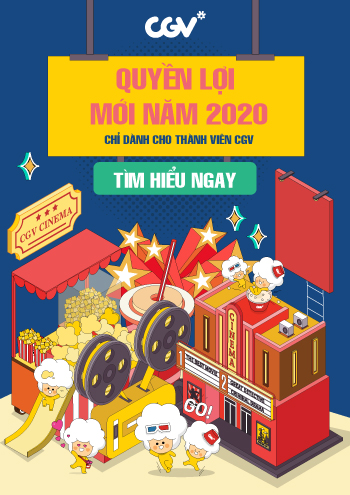 CGV*
QUYỀN LỢI
MỚI NĂM 2020
CHỈ DÀNH CHO THÀNH VIÊN CGV
TÌM HIỂU NGAY
CGV CINEMA
CINEMA
GO!